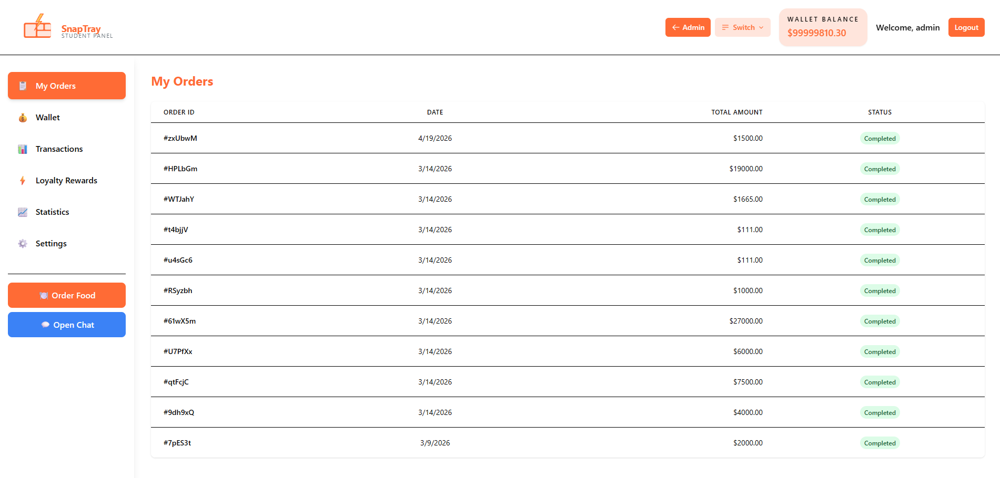 SnapTray
STUDENT PANEL
Admin
Switch
WALLET BALANCE
$99999810.30
Welcome, admin
Logout
My Orders
Wallet
Transactions
Loyalty Rewards
Statistics
Settings
Order Food
Open Chat
My Orders
ORDER ID DATE TOTAL AMOUNT STATUS
#zxUbwM 4/19/2026 $1500.00 Completed
#HPLbGm 3/14/2026 $19000.00 Completed
#WTJahY 3/14/2026 $1665.00 Completed
#t4bjjV 3/14/2026 $111.00 Completed
#u4sGc6 3/14/2026 $111.00 Completed
#RSyzbh 3/14/2026 $1000.00 Completed
#61wX5m 3/14/2026 $27000.00 Completed
#U7PfXx 3/14/2026 $6000.00 Completed
#qtFcjC 3/14/2026 $7500.00 Completed
#9dh9xQ 3/14/2026 $4000.00 Completed
#7pES3t 3/9/2026 $2000.00 Completed